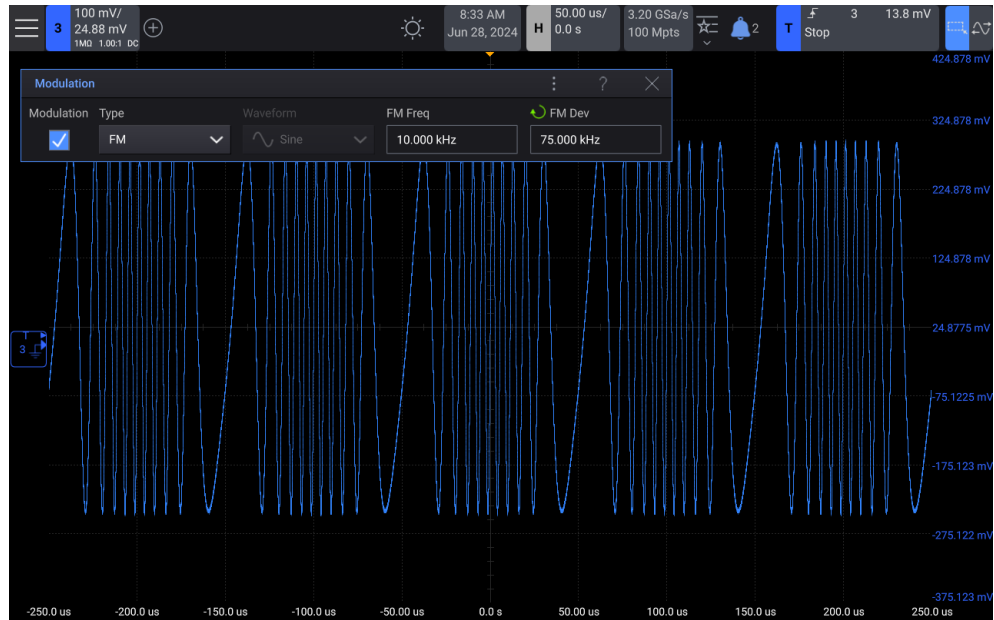 3
100 mV/
24.88 mV
1MΩ 1.00:1 DC
8:33 AM
Jun 28, 2024
H
50.00 us/
0.0 s
3.20 GSa/s
100 Mpts
2
T
3
13.8 mV
Stop
424.878 mV
Modulation
?
Modulation
Type
Waveform
FM Freq
FM Dev
FM
Sine
10.000 kHz
75.000 kHz
324.878 mV
224.878 mV
124.878 mV
24.8775 mV
T
3
-75.1225 mV
-175.123 mV
-275.122 mV
-375.123 mV
-250.0 us
-200.0 us
-150.0 us
-100.0 us
-50.00 us
0.0 s
50.00 us
100.0 us
150.0 us
200.0 us
250.0 us